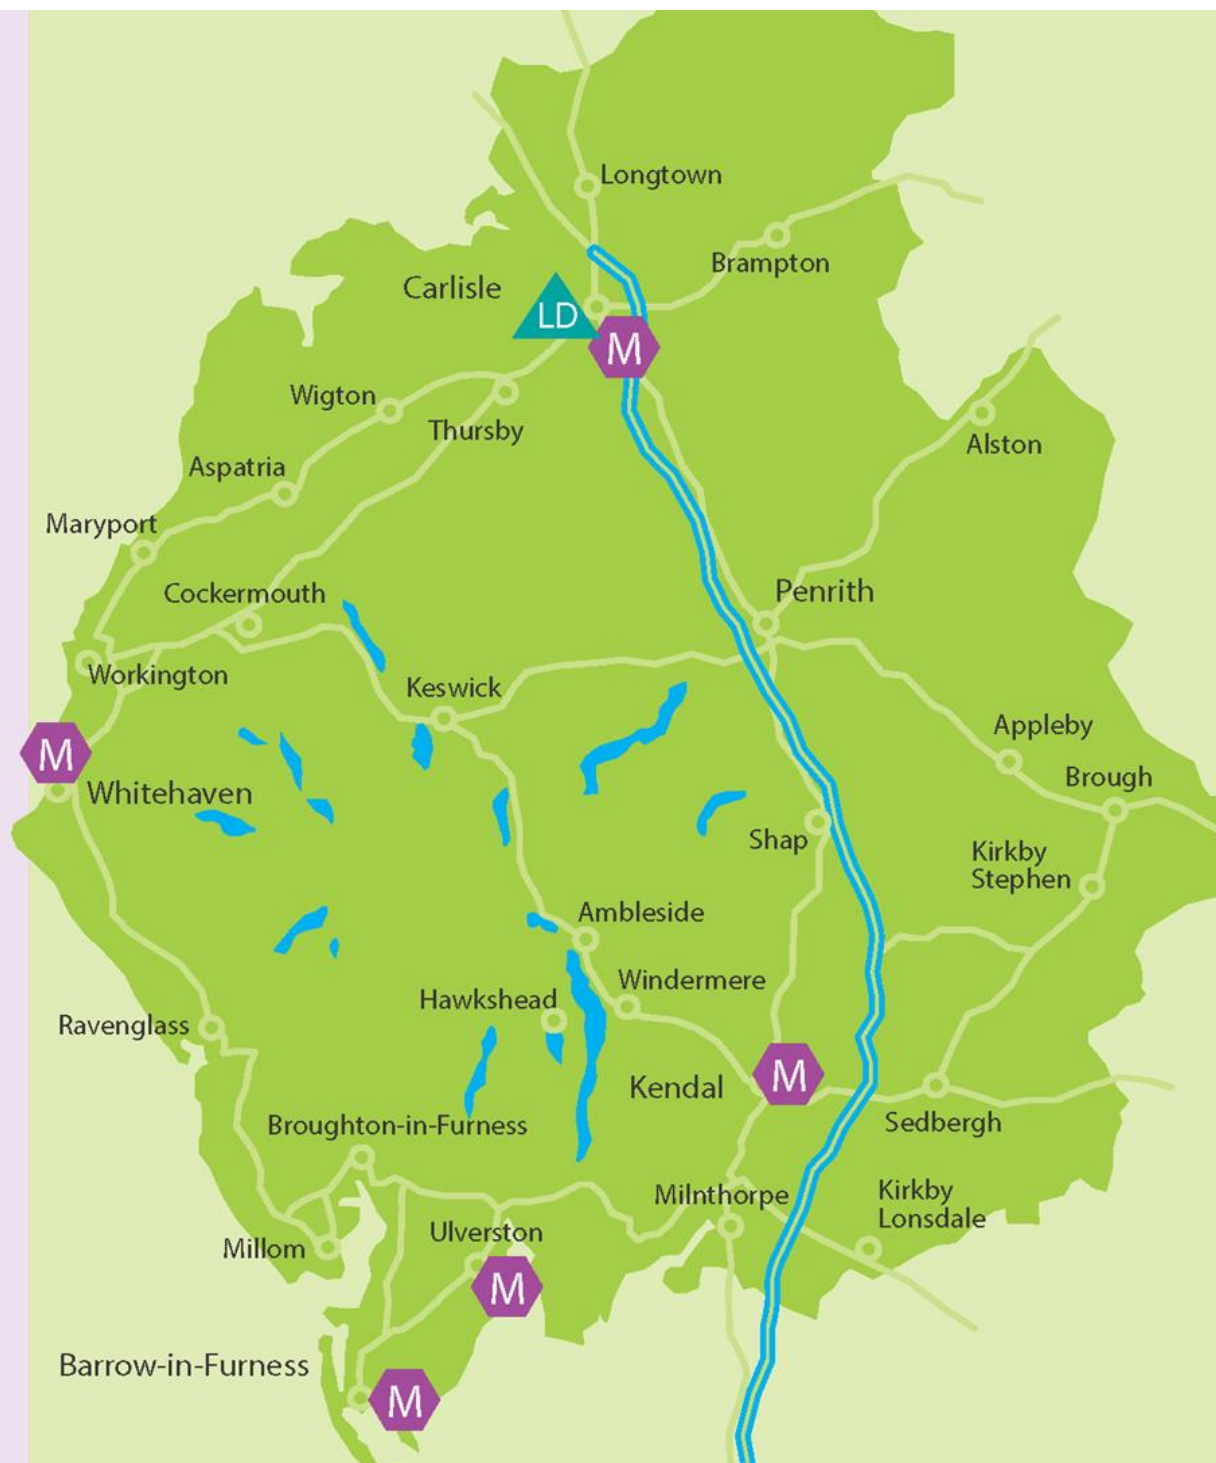 Longtown
Brampton
Carlisle
LD
M
Wigton
Thursby
Alston
Aspatria
Maryport
Cockermouth
Penrith
Workington
Keswick
Appleby
M
Whitehaven
Brough
Shap
Kirkby
Stephen
Ambleside
Windermere
Hawkshead
Ravenglass
M
Kendal
Sedbergh
Broughton-in-Furness
Milnthorpe
Kirkby
Lonsdale
Ulverston
Millom
M
Barrow-in-Furness
M